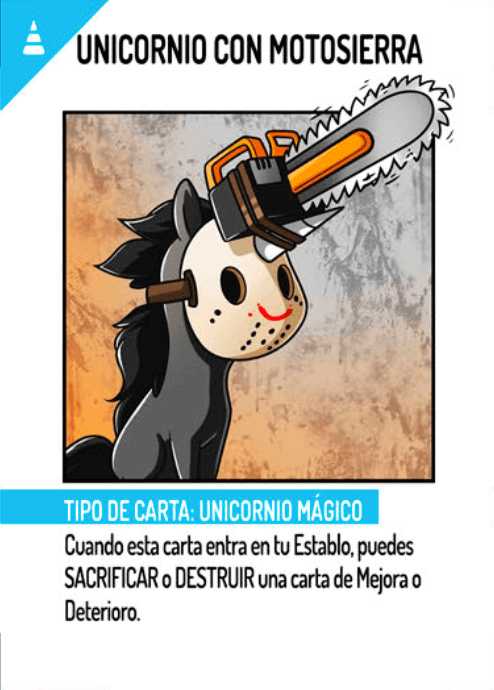 UNICORNIO CON MOTOSIERRA
TIPO DE CARTA: UNICORNIO MÁGICO
Cuando esta carta entra en tu Establo, puedes
SACRIFICAR o DESTRUIR una carta de Mejora o
Deterioro.